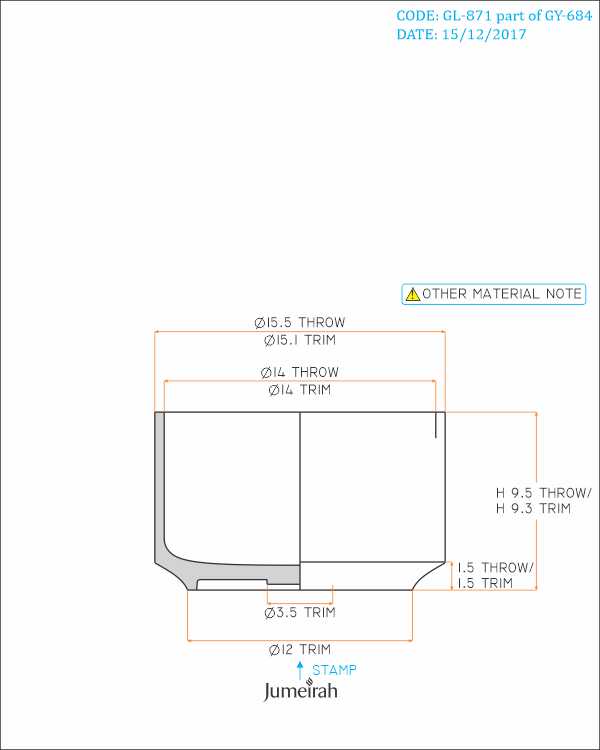 CODE: GL-871 part of GY-684
DATE: 15/12/2017
OTHER MATERIAL NOTE
Ø15.5 THROW
Ø15.1 TRIM
Ø14 THROW
Ø14 TRIM
H 9.5 THROW/
H 9.3 TRIM
1.5 THROW/
1.5 TRIM
Ø3.5 TRIM
Ø12 TRIM
STAMP
Jumeirah